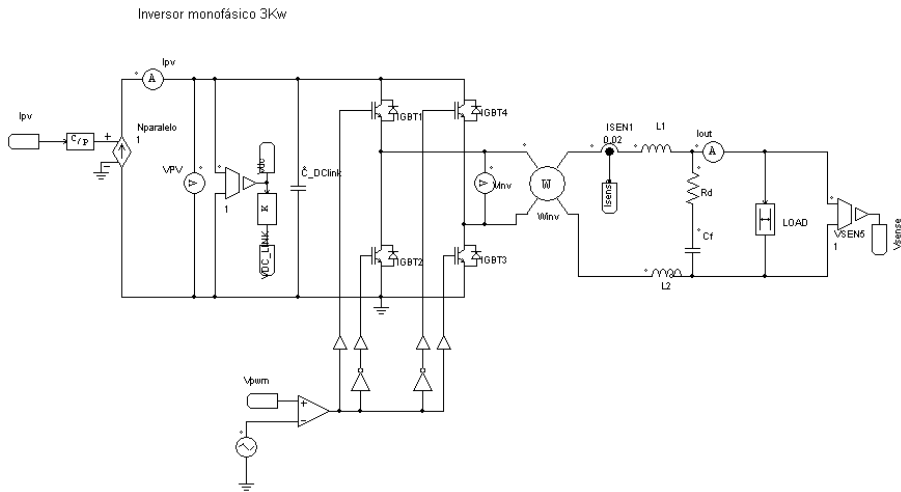 Inversor monofásico 3Kw
Ipv
C/P
Nparalelo
1
Ipv
A
VPV
V
1
Vdc
K
VDC_LINK
C_DClink
IGBT1
IGBT4
IGBT2
IGBT3
Vinv
V
W
Winv
ISEN1
0.02
Isense
L1
Iout
A
Rd
Cf
L2
LOAD
VSEN5
1
Vsense
Vpwm